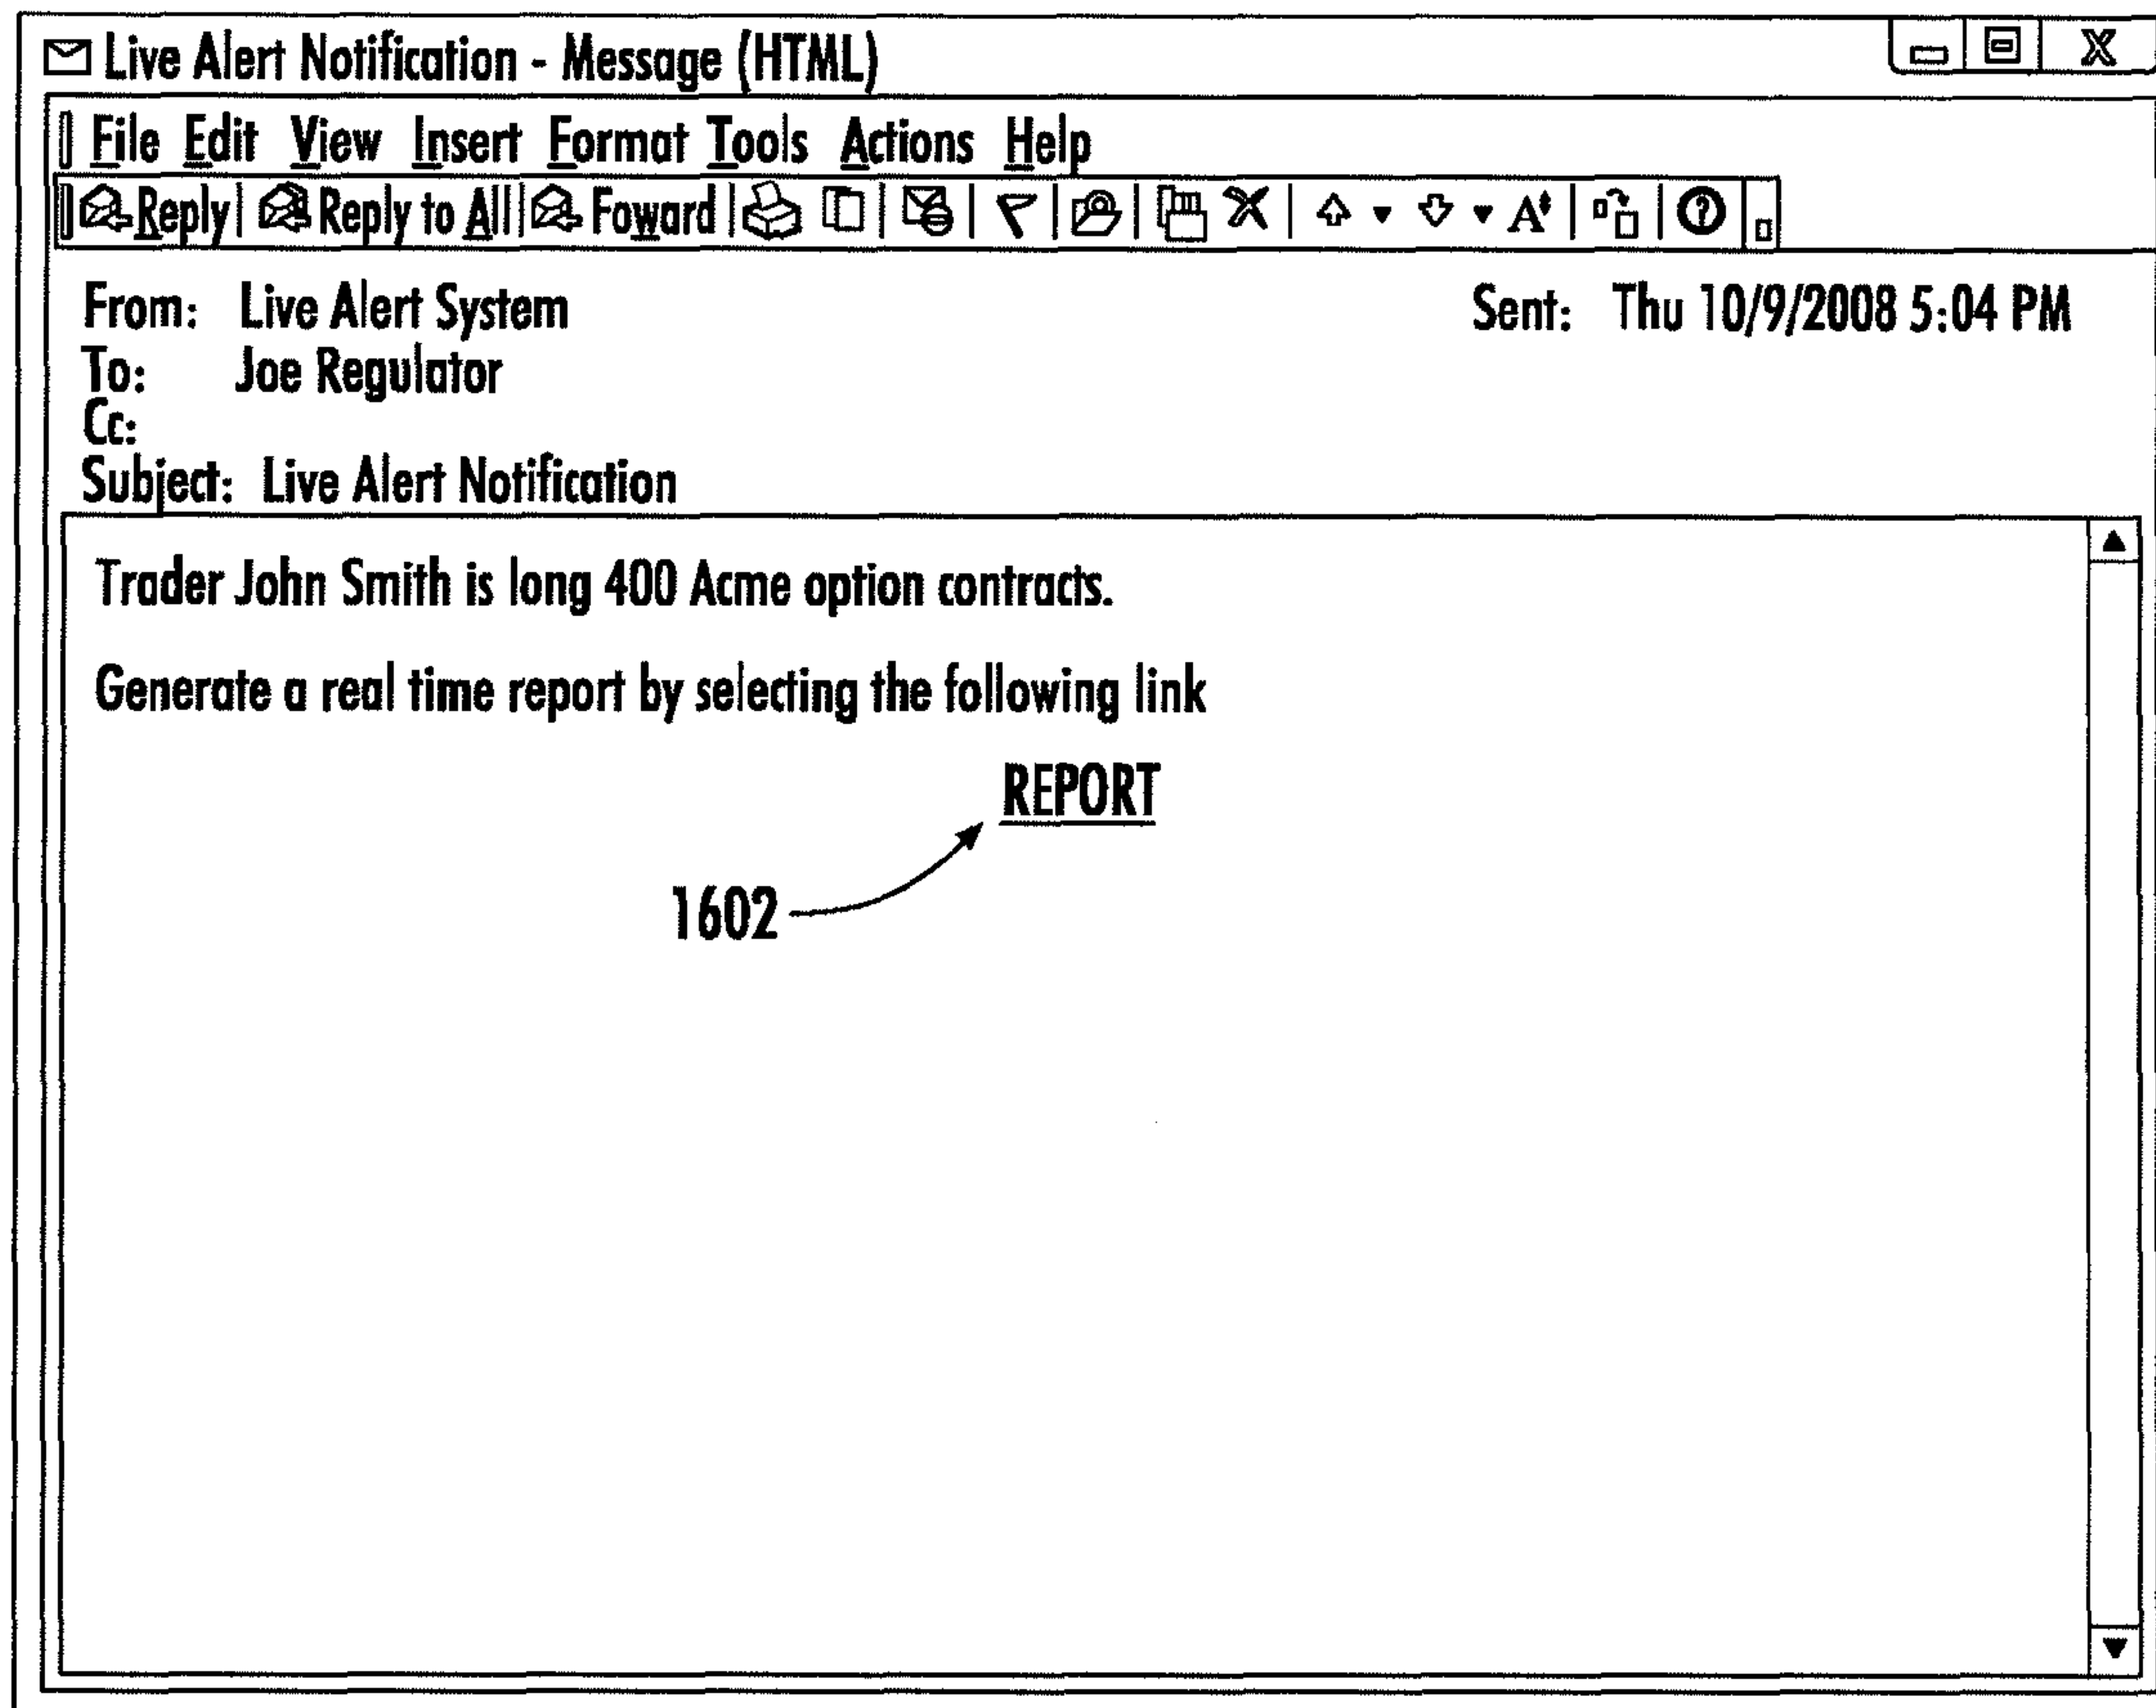 Live Alert Notification - Message (HTML)
X
File Edit View Insert Format Tools Actions Help
Reply Reply to All Foward A ?
From: Live Alert System Sent: Thu 10/9/2008 5:04 PM
To: Joe Regulator
Cc:
Subject: Live Alert Notification
Trader John Smith is long 400 Acme option contracts.
Generate a real time report by selecting the following link
REPORT
1602